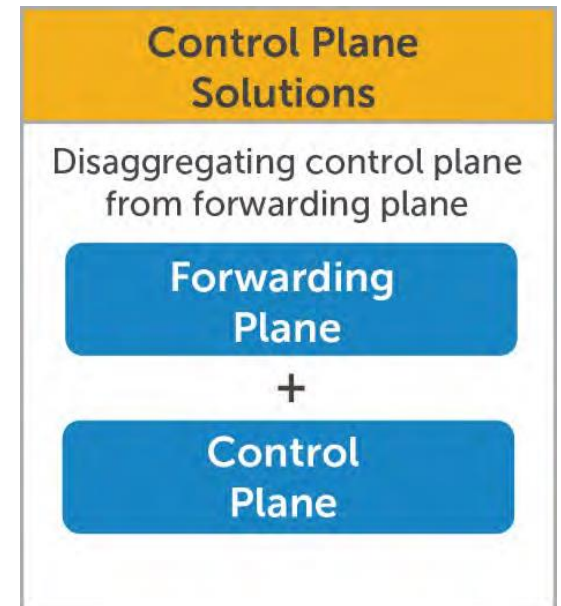 Control Plane
Solutions
Disaggregating control plane
from forwarding plane
Forwarding
Plane
+
Control
Plane